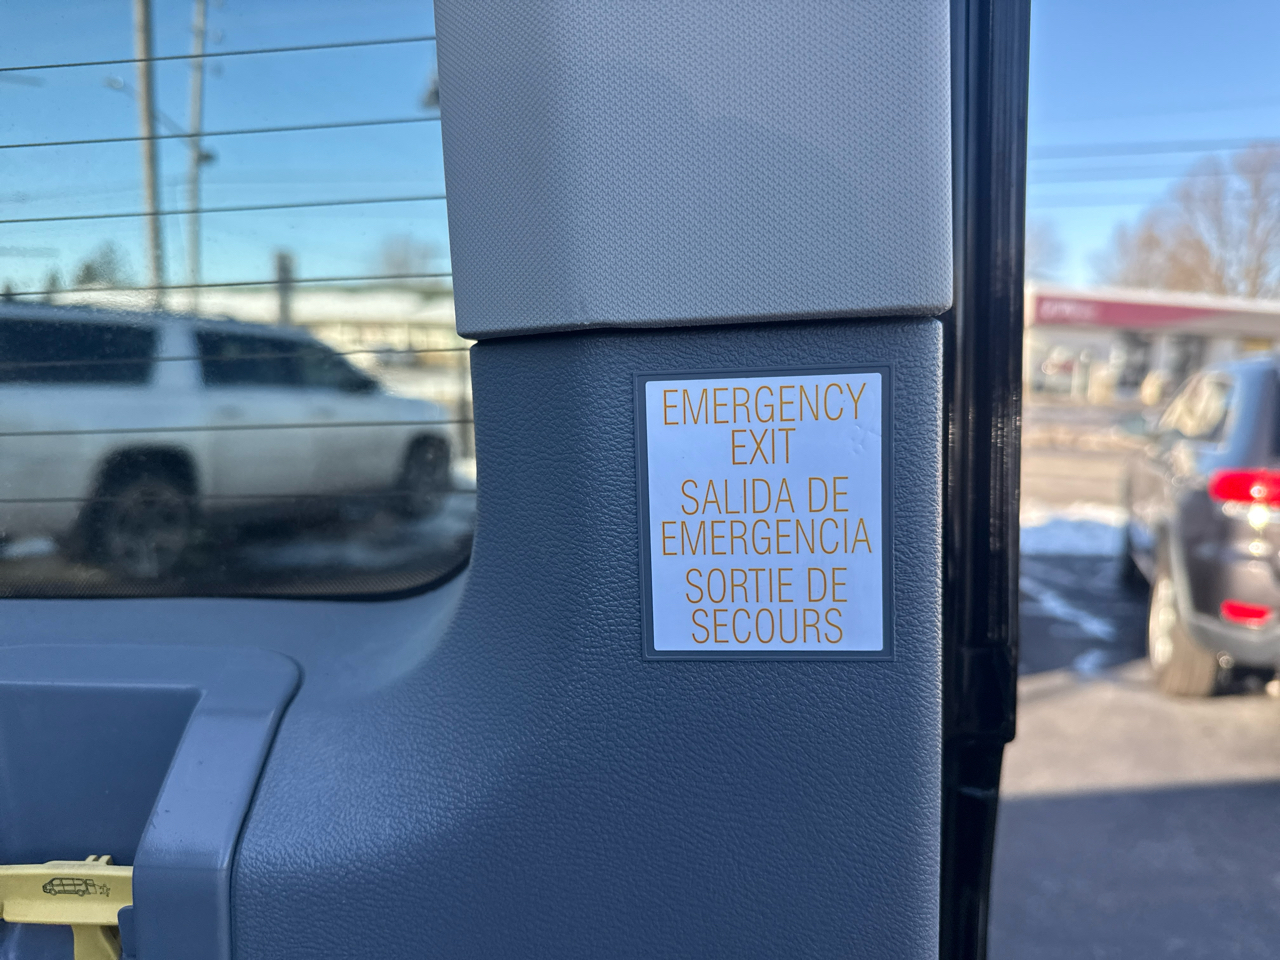 EMERGENCY
EXIT
SALIDA DE
EMERGENCIA
SORTIE DE
SECOURS